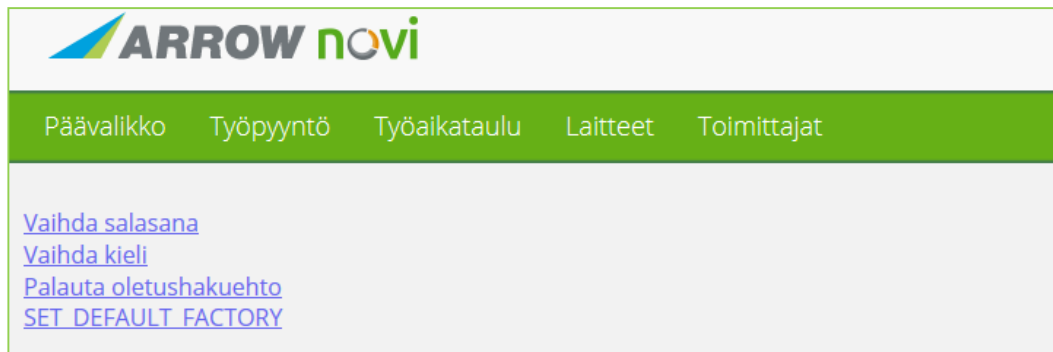 ARROW novi
Päävalikko Työpyyntö Työaikataulu Laitteet Toimittajat
Vaihda salasana
Vaihda kieli
Palauta oletushakuehto
SET_DEFAULT_FACTORY